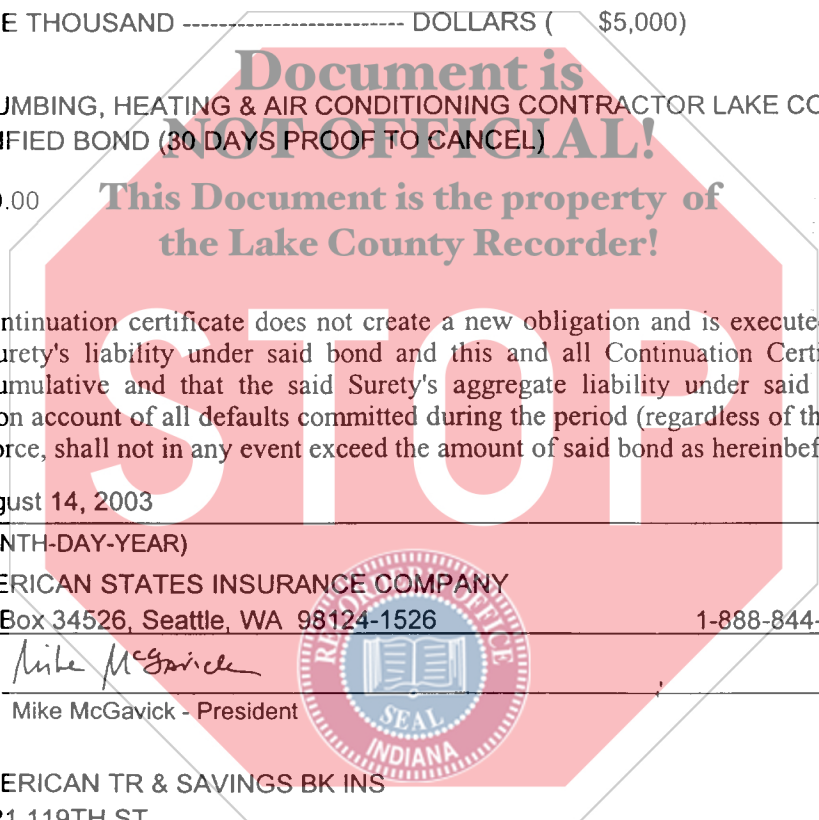 E THOUSAND ------------------------ DOLLARS ( $5,000)
Document is
UMBING, HEATING & AIR CONDITIONING CONTRACTOR LAKE CO
IFIED BOND (30 DAYS PROOF TO CANCEL)
NOT OFFICIAL!
.00
This Document is the property of
the Lake County Recorder!
ntinuation certificate does not create a new obligation and is execute
urety's liability under said bond and this and all Continuation Certi
umulative and that the said Surety's aggregate liability under said
on account of all defaults committed during the period (regardless of th
orce, shall not in any event exceed the amount of said bond as hereinbef
STOP
gust 14, 2003
NTH-DAY-YEAR)
ERICAN STATES INSURANCE COMPANY
Box 34526, Seattle, WA 98124-1526 1-888-844-
Mike McGavick
Mike McGavick - President
RECORDER'S OFFICE
SEAL
INDIANA
ERICAN TR & SAVINGS BK INS
21 119TH ST